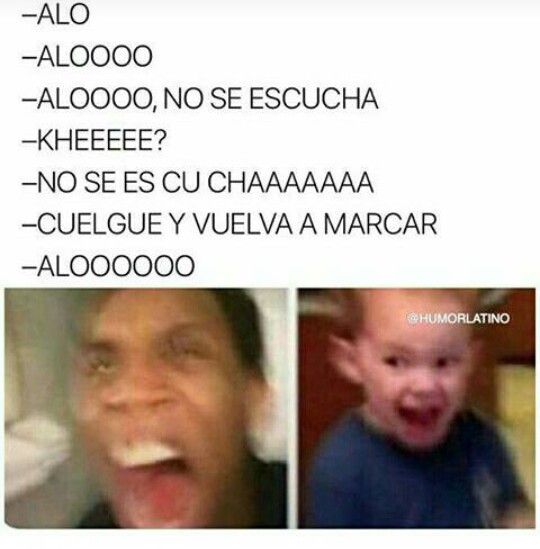 –ALO
–ALOOOO
–ALOOOO, NO SE ESCUCHA
–KHEEEEE?
–NO SE ES CU CHAAAAAAA
–CUELGUE Y VUELVA A MARCAR
–ALOOOOOO
@HUMORLATINO